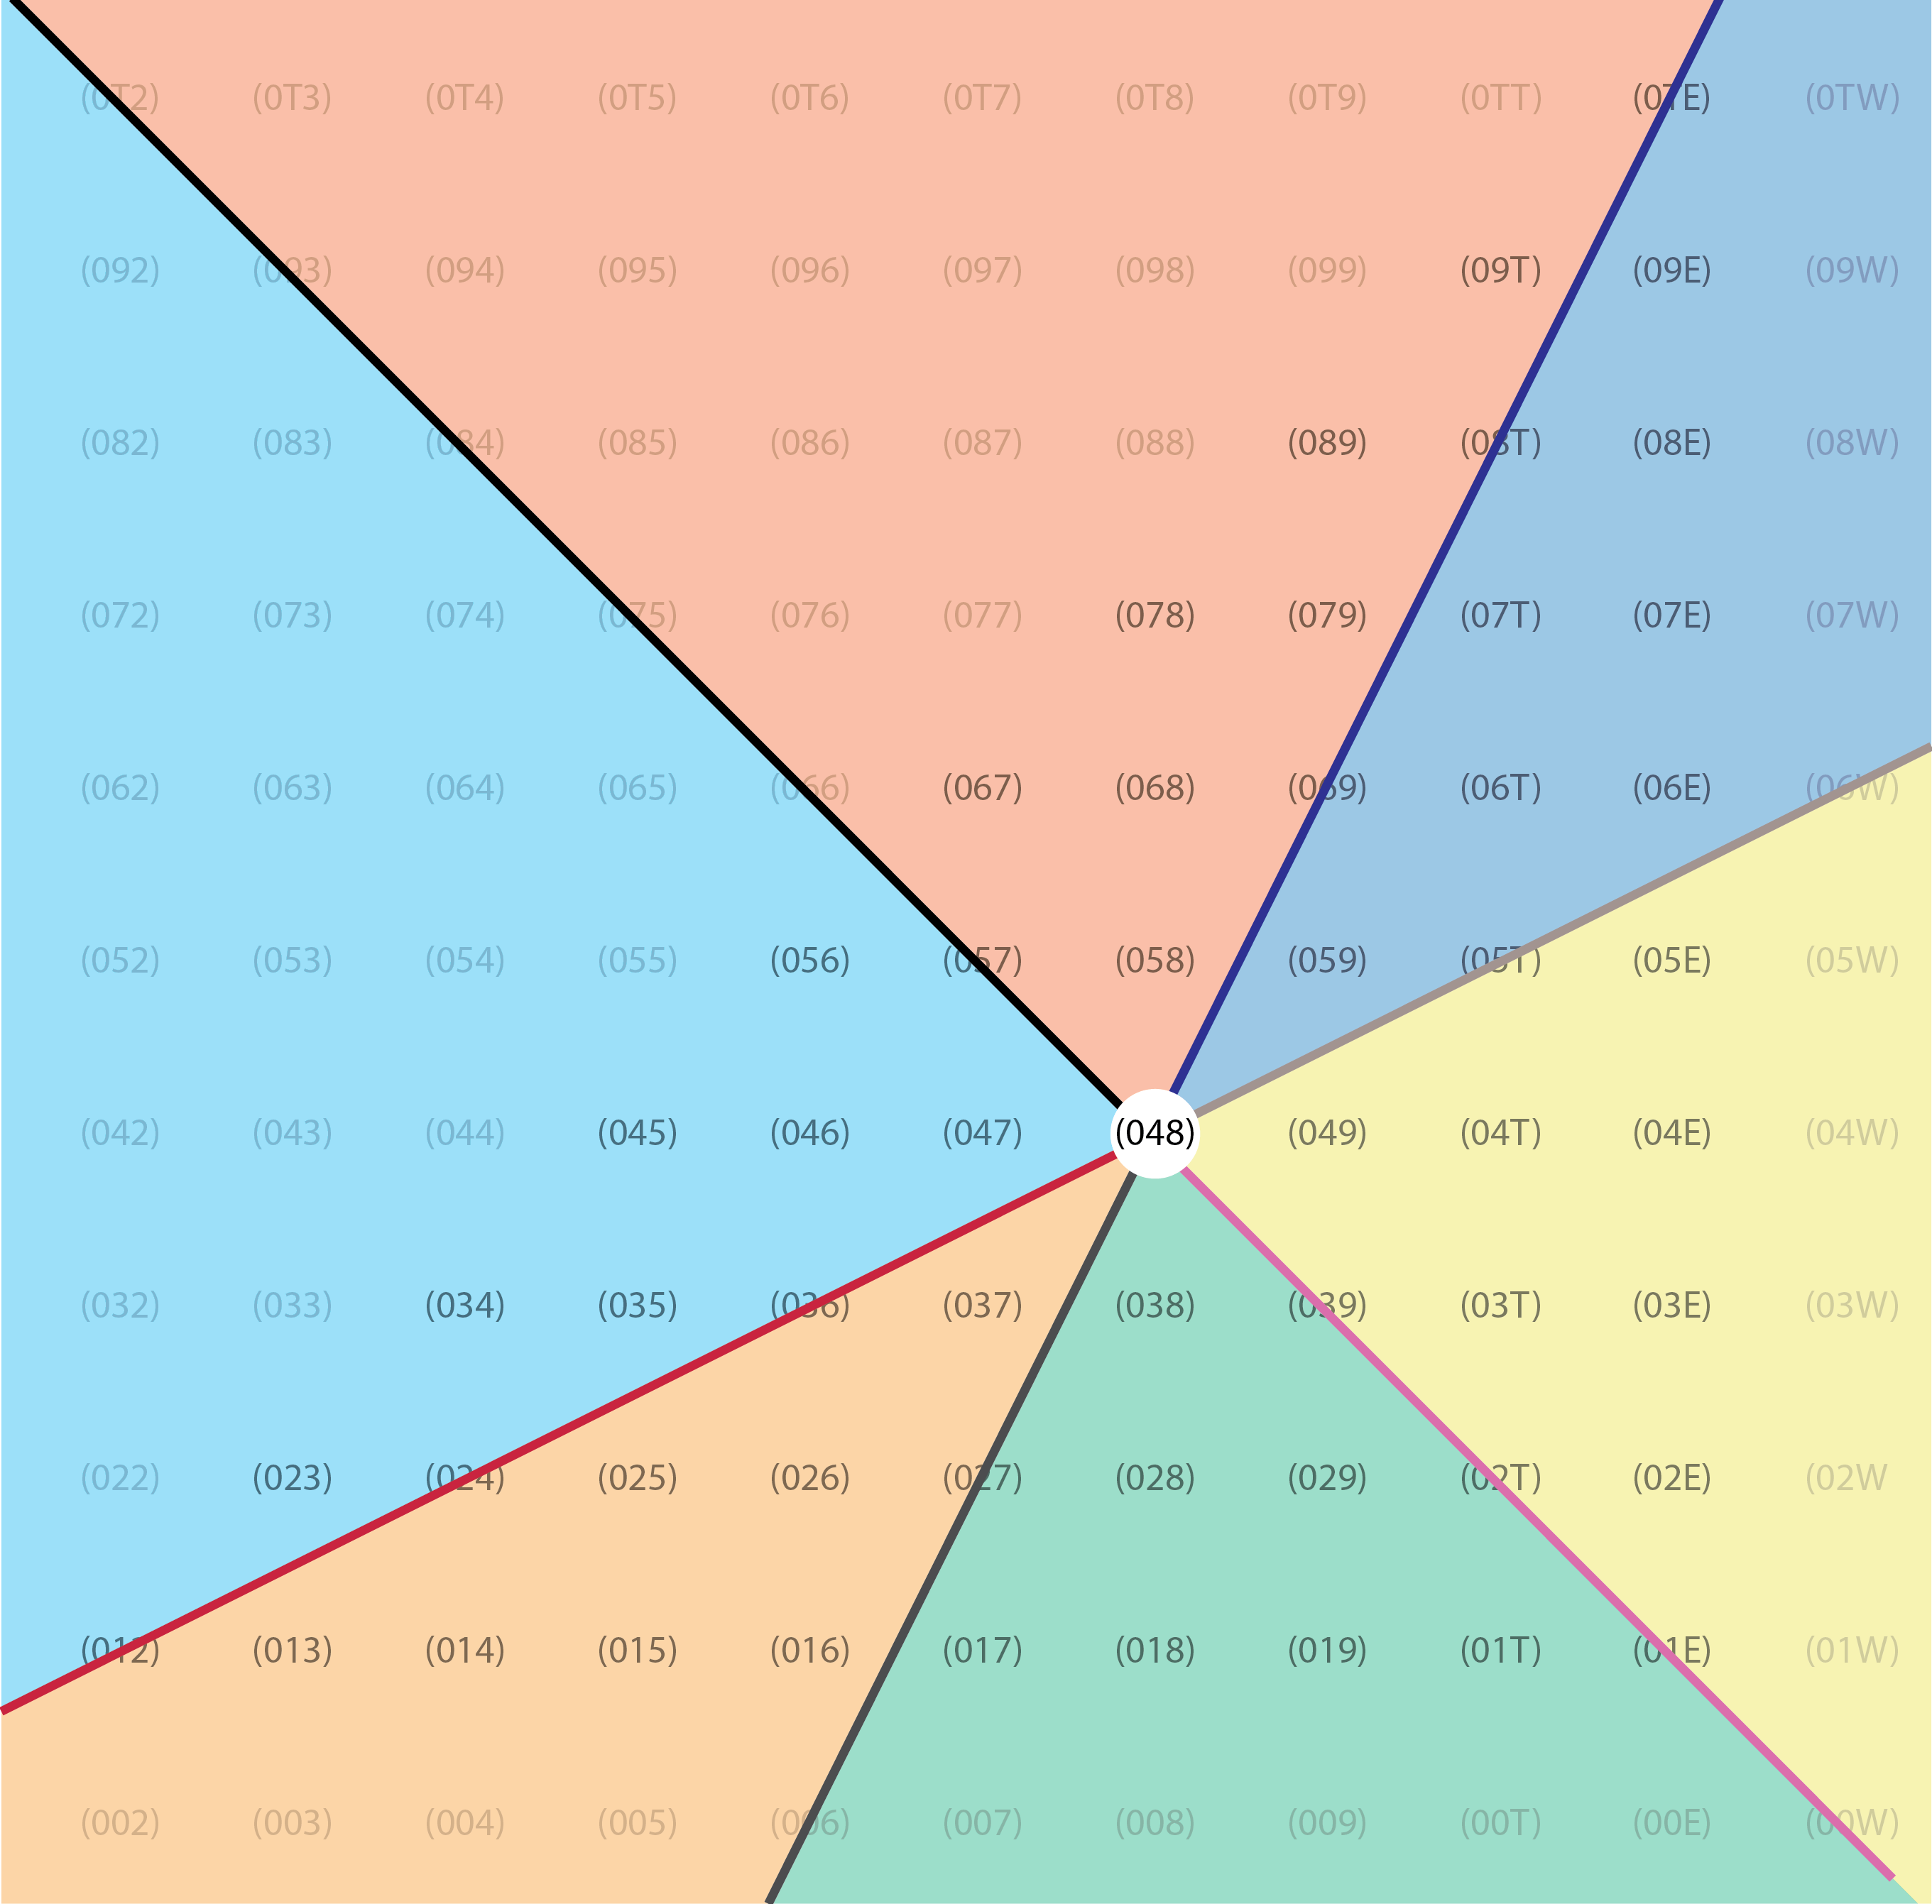 (0T2) (0T3) (0T4) (0T5) (0T6) (0T7) (0T8) (0T9) (0TT) (0TE) (0TW)
(092) (093) (094) (095) (096) (097) (098) (099) (09T) (09E) (09W)
(082) (083) (084) (085) (086) (087) (088) (089) (08T) (08E) (08W)
(072) (073) (074) (075) (076) (077) (078) (079) (07T) (07E) (07W)
(062) (063) (064) (065) (066) (067) (068) (069) (06T) (06E) (06W)
(052) (053) (054) (055) (056) (057) (058) (059) (05T) (05E) (05W)
(042) (043) (044) (045) (046) (047) (048) (049) (04T) (04E) (04W)
(032) (033) (034) (035) (036) (037) (038) (039) (03T) (03E) (03W)
(022) (023) (024) (025) (026) (027) (028) (029) (02T) (02E) (02W
(012) (013) (014) (015) (016) (017) (018) (019) (01T) (01E) (01W)
(002) (003) (004) (005) (006) (007) (008) (009) (00T) (00E) (00W)